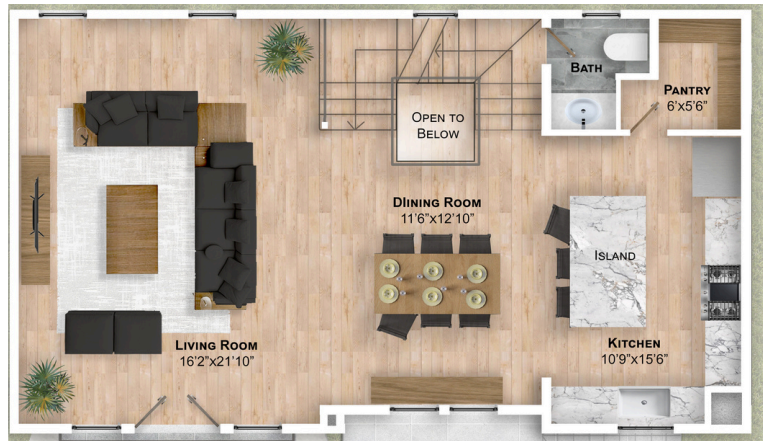 BATH
PANTRY
6'x5'6"
OPEN TO
BELOW
DIINING ROOM
11'6"x12'10"
ISLAND
LIVING ROOM
16'2"x21'10"
KITCHEN
10'9"x15'6"